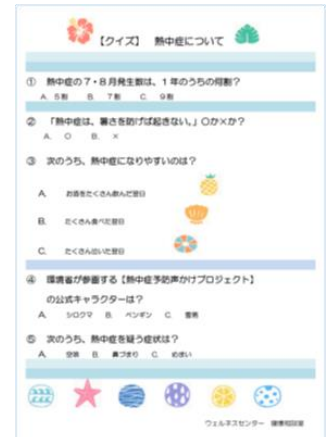 【クイズ】 熱中症について
① 熱中症の7・8月発生数は、1年のうちの何割?
A. 5割 B. 7割 C. 9割
② 「熱中症は、暑さを防げば起きない。」〇か×か?
A. 〇 B. ×
③ 次のうち、熱中症になりやすいのは?
A. お酒をたくさん飲んだ翌日
B. たくさん食べた翌日
C. たくさん泳いだ翌日
④ 環境省が参画する【熱中症予防声かけプロジェクト】
の公式キャラクターは?
A. シロクマ B. ペンギン C. 雪男
⑤ 次のうち、熱中症を疑う症状は?
A. 空咳 B. 鼻づまり C. めまい
ウェルネスセンター 健康相談室